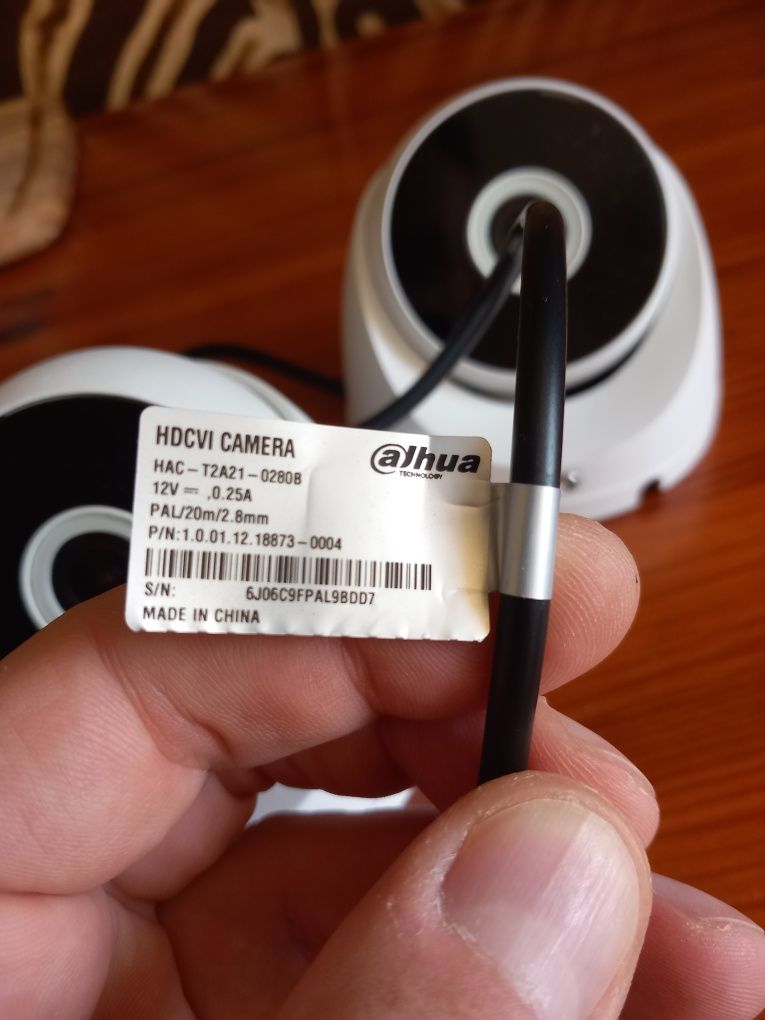 HDCVI CAMERA
alhua
TECHNOLOGY
HAC-T2A21-0280B
12V ⎓ ,0.25A
PAL/20m/2.8mm
P/N:1.0.01.12.18873-0004
S/N: 6J06C9FPAL9BDD7
MADE IN CHINA